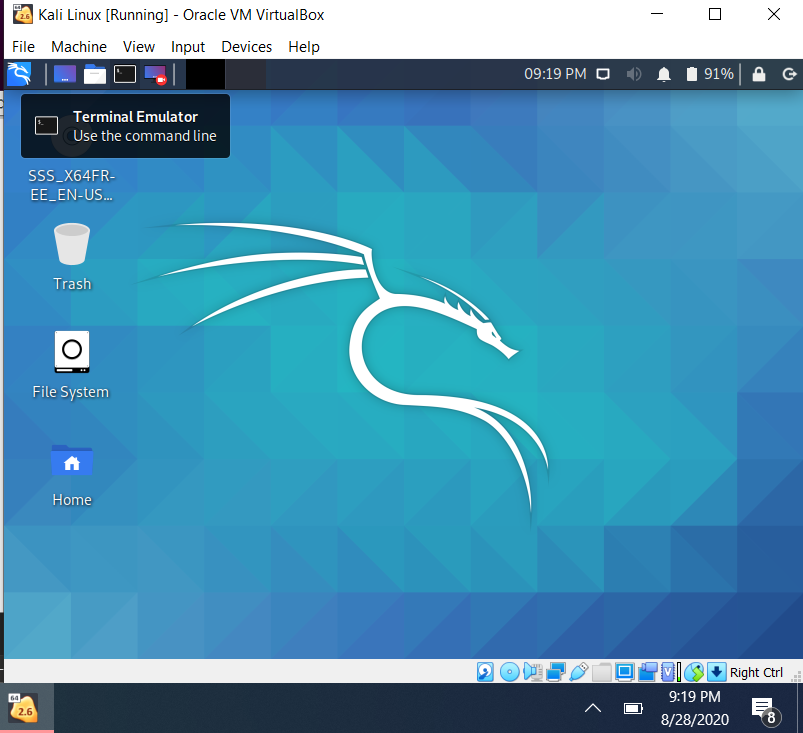 Kali Linux [Running] - Oracle VM VirtualBox
File Machine View Input Devices Help
09:19 PM 91%
Terminal Emulator
Use the command line
SSS_X64FR-
EE_EN-US...
Trash
File System
Home
Right Ctrl
64
2.6
9:19 PM
8/28/2020
8